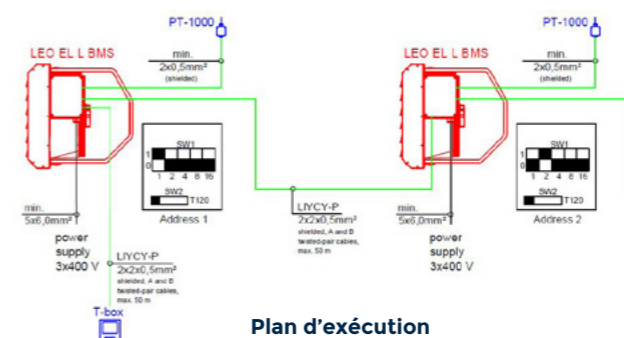 PT-1000
LEO EL L BMS
min.
2x0,5mm²
(shielded)
SW1
1
0
1 2 4 8 16
SW2
T120
Address 1
min.
5x6,0mm²
power
supply
3x400 V
LIYCY-P
2x2x0,5mm²
shielded, A and B
twisted-pair cables,
max. 50 m
T-box
LIYCY-P
2x2x0,5mm²
shielded, A and B
twisted-pair cables,
max. 50 m
PT-1000
LEO EL L BMS
min.
2x0,5mm²
(shielded)
SW1
1
0
1 2 4 8 16
SW2
T120
Address 2
min.
5x6,0mm²
power
supply
3x400 V
Plan d'exécution